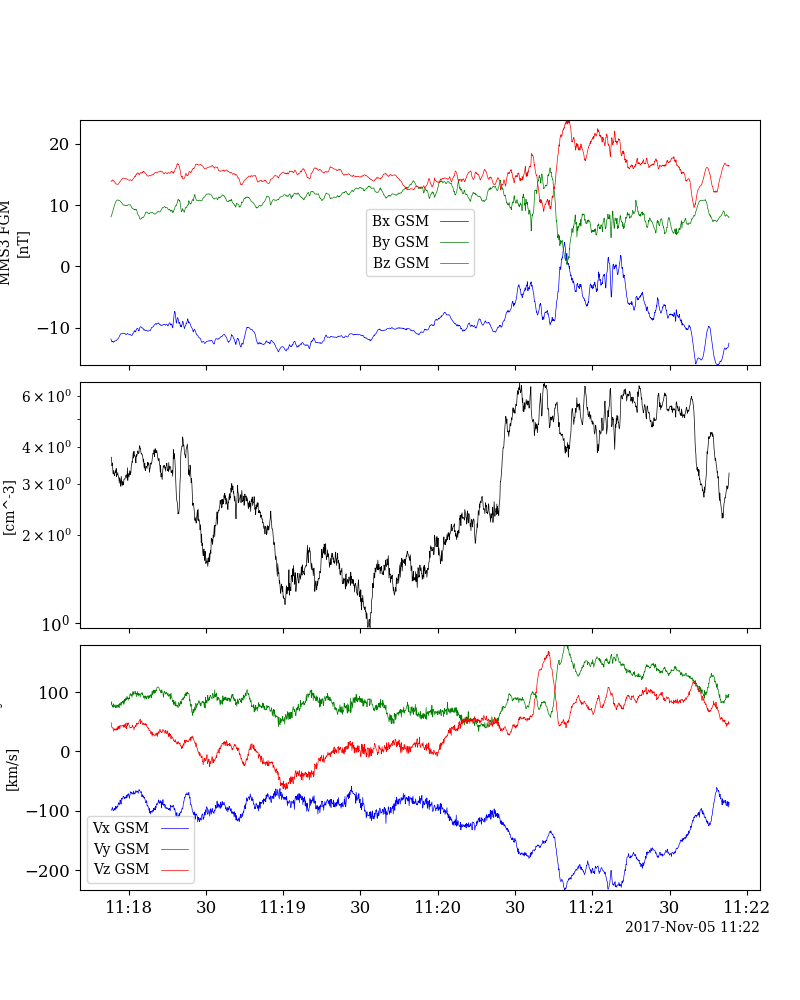 MMS3 FGM
[nT]
20
10
0
−10
Bx GSM
By GSM
Bz GSM
[cm^-3]
6 × 10⁰
4 × 10⁰
3 × 10⁰
2 × 10⁰
10⁰
[km/s]
100
0
−100
−200
Vx GSM
Vy GSM
Vz GSM
11:18 30 11:19 30 11:20 30 11:21 30 11:22
2017-Nov-05 11:22